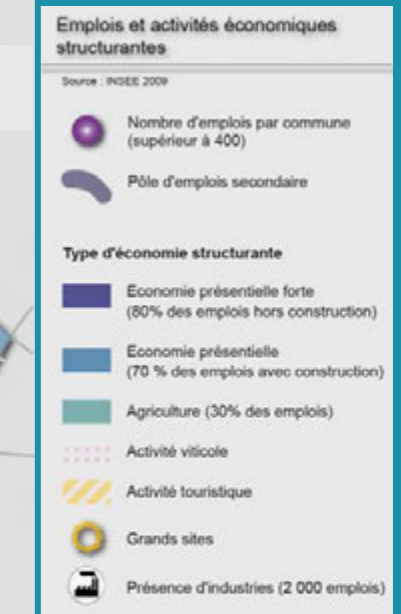 Emplois et activités économiques
structurantes
Source : INSEE 2009
Nombre d'emplois par commune
(supérieur à 400)
Pôle d'emplois secondaire
Type d'économie structurante
Economie présentielle forte
(80% des emplois hors construction)
Economie présentielle
(70 % des emplois avec construction)
Agriculture (30% des emplois)
Activité viticole
Activité touristique
Grands sites
Présence d'industries (2 000 emplois)